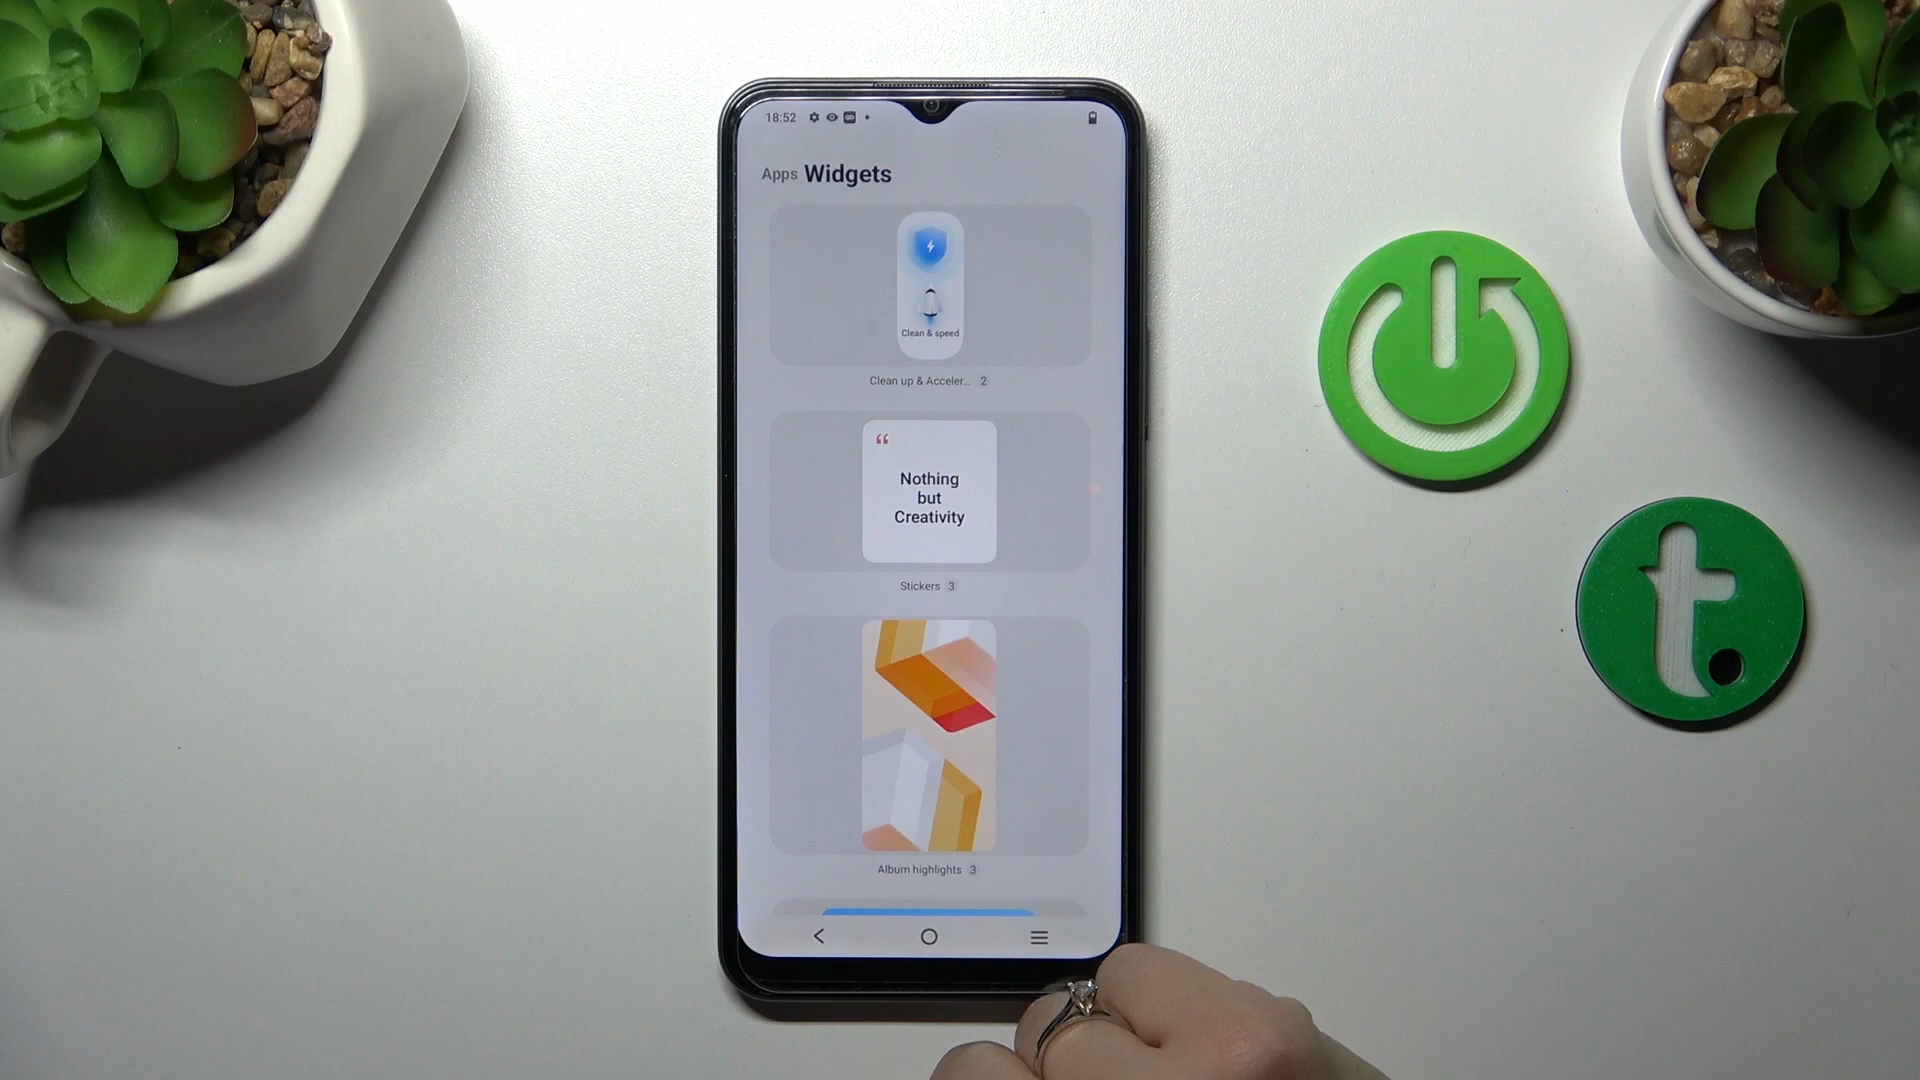 18:52
Apps Widgets
Clean & speed
Clean up & Acceler... 2
“
Nothing
but
Creativity
Stickers 3
Album highlights 3
t.